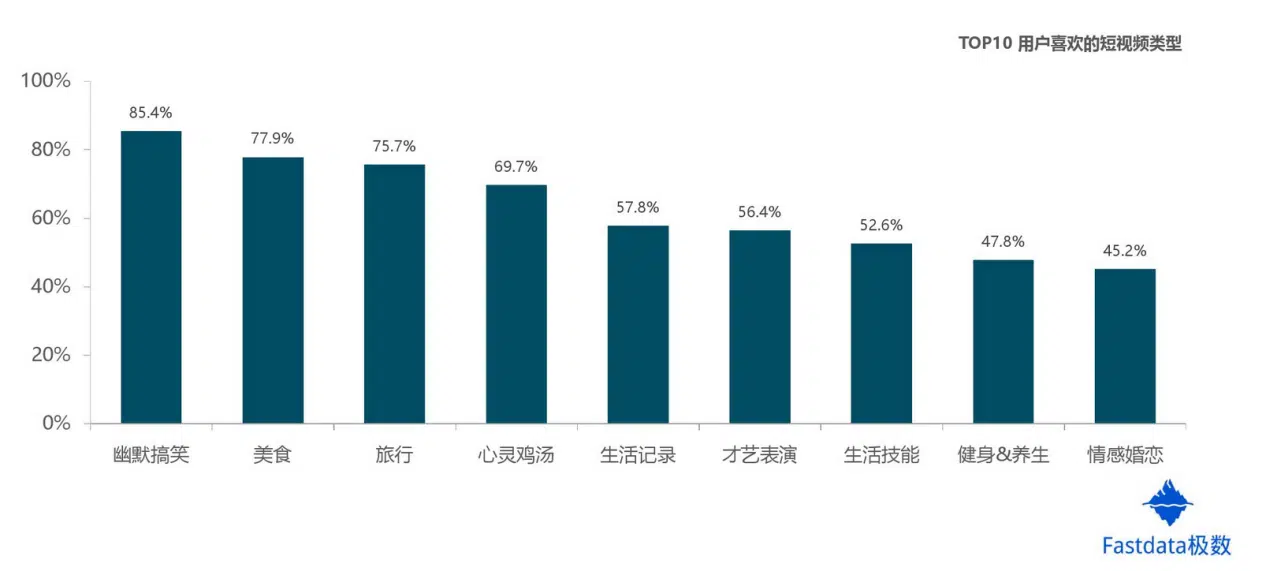 TOP10 用户喜欢的短视频类型
100%
80%
60%
40%
20%
0%
85.4%
77.9%
75.7%
69.7%
57.8%
56.4%
52.6%
47.8%
45.2%
幽默搞笑
美食
旅行
心灵鸡汤
生活记录
才艺表演
生活技能
健身&养生
情感婚恋
Fastdata极数